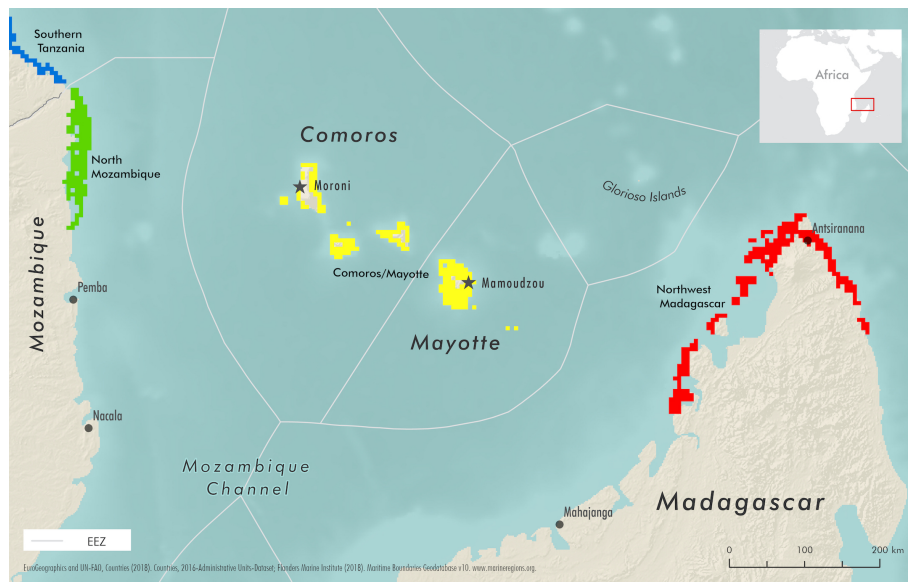 Southern
Tanzania
Africa
Comoros
North
Mozambique
Moroni
Glorioso Islands
Antsiranana
Mozambique
Comoros/Mayotte
Mamoudzou
Pemba
Northwest
Madagascar
Mayotte
Nacala
Mozambique
Channel
Madagascar
Mahajanga
EEZ
0 100 200 km
EuroGeographics and UN-FAO, Countries (2018). Countries, 2016-Administrative Units-Dataset; Flanders Marine Institute (2018). Maritime Boundaries Geodatabase v10. www.marineregions.org.